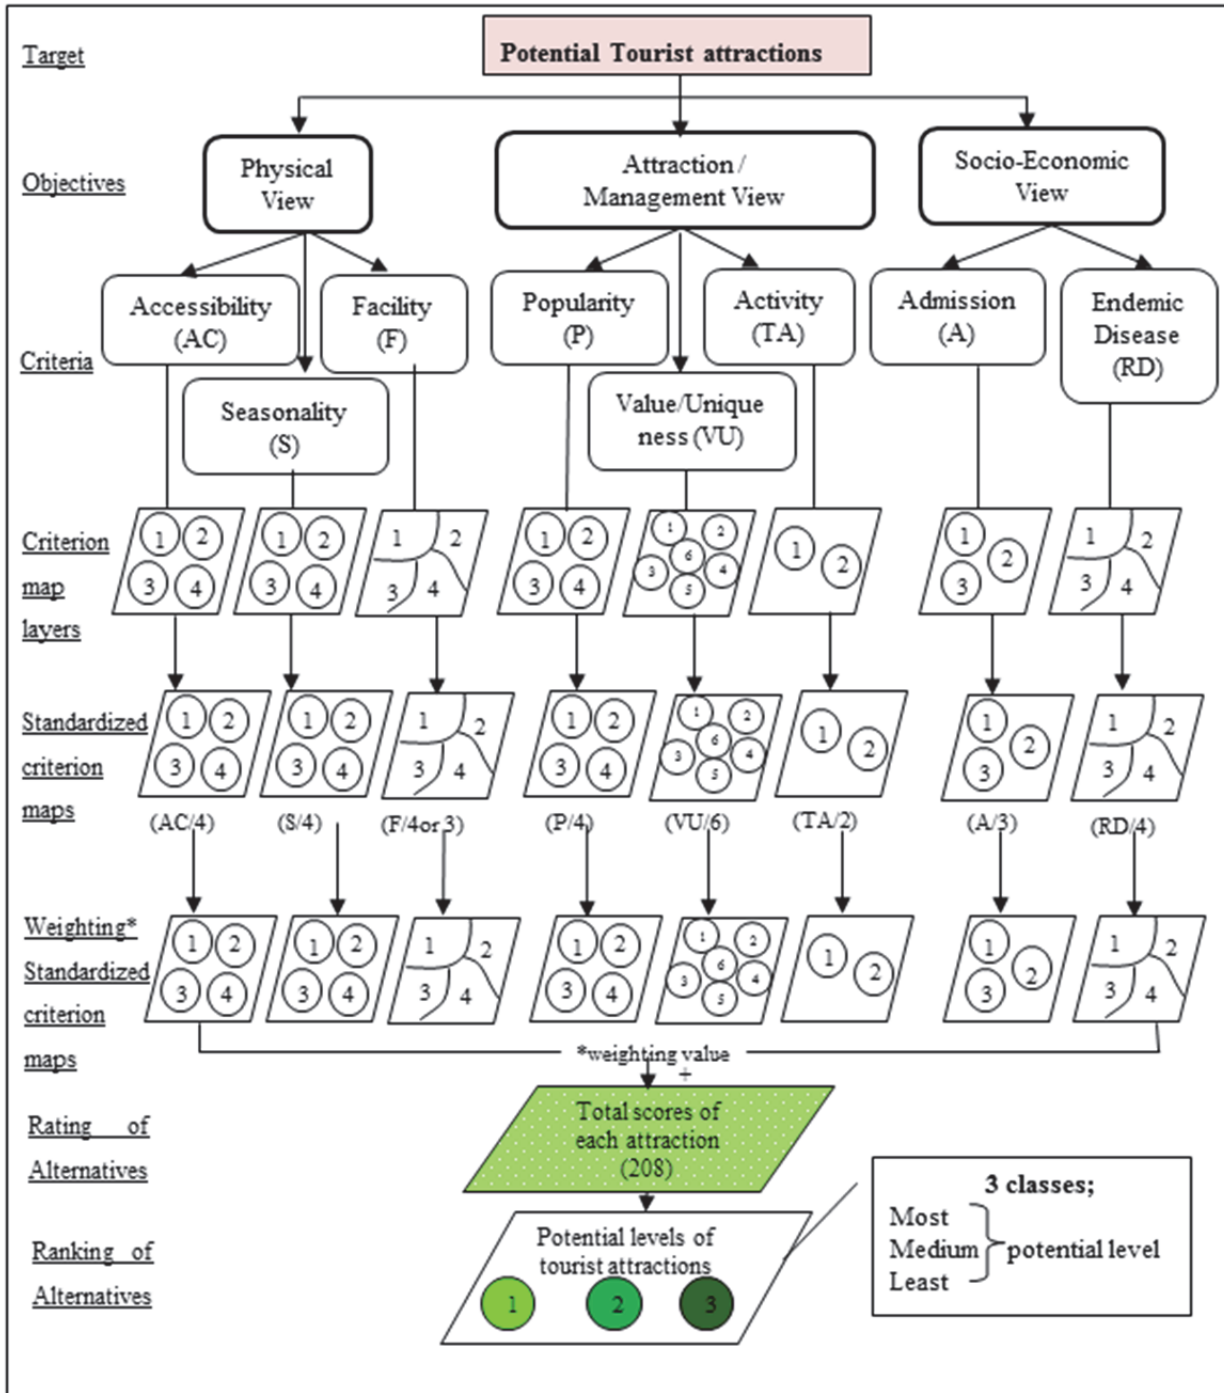 Target
Potential Tourist attractions
Objectives
Physical
View
Attraction /
Management View
Socio-Economic
View
Criteria
Accessibility
(AC)
Facility
(F)
Popularity
(P)
Activity
(TA)
Admission
(A)
Endemic
Disease
(RD)
Seasonality
(S)
Value/Unique
ness (VU)
Criterion
map
layers
1 2
3 4
1 2
3 4
1 2
3 4
1 2
3 4
1 2
6
3 4
5
1
2
1
2
3
1 2
3 4
Standardized
criterion
maps
1 2
3 4
1 2
3 4
1 2
3 4
1 2
3 4
1 2
6
3 4
5
1
2
1
2
3
1 2
3 4
(AC/4)
(S/4)
(F/4or 3)
(P/4)
(VU/6)
(TA/2)
(A/3)
(RD/4)
Weighting*
Standardized
criterion
maps
1 2
3 4
1 2
3 4
1 2
3 4
1 2
3 4
1 2
6
3 4
5
1
2
1
2
3
1 2
3 4
*weighting value
+
Rating of
Alternatives
Total scores of
each attraction
(208)
Ranking of
Alternatives
Potential levels of
tourist attractions
1 2 3
3 classes;
Most
Medium
Least
potential level